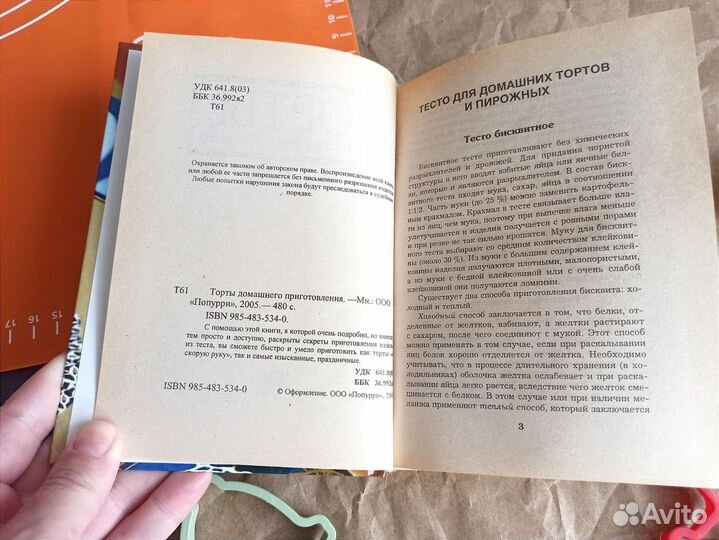 УДК 641.8(03)
ББК 36.992я2
Т61
Охраняется законом об авторском праве. Воспроизведение всей книги
или любой ее части запрещается без письменного разрешения издателя.
Любые попытки нарушения закона будут преследоваться в судебном
порядке.
Т61 Торты домашнего приготовления. —Мн.: ООО
«Попурри», 2005.— 480 с.
ISBN 985-483-534-0.
С помощью этой книги, в которой очень подробно, но вместе
тем просто и доступно, раскрыты секреты приготовления
из теста, вы сможете быстро и умело приготовить как торты
скорую руку», так и самые изысканные, праздничные.
УДК 641.8
ББК 36.992
ISBN 985-483-534-0
© Оформление. ООО «Попурри»,
ТЕСТО ДЛЯ ДОМАШНИХ ТОРТОВ
И ПИРОЖНЫХ
Тесто бисквитное
Бисквитное тесто приготавливают без химических
разрыхлителей и дрожжей. Для придания пористой
структуры в него вводят взбитые яйца или яичные бел-
ки, которые и являются разрыхлителем. В состав биск-
витного теста входят мука, сахар, яйца в соотношении
1:1:2. Часть муки (до 25 %) можно заменить картофель-
ным крахмалом. Крахмал в тесте связывает больше вла-
ги из яиц, чем мука, поэтому при выпечке влага меньше
улетучивается и изделия получаются с ровными порами
и при резке не так сильно крошатся. Муку для бискви-
тного теста выбирают со средним количеством клейкови-
ны (около 30 %). Из муки с большим содержанием клей-
ковины изделия получаются плотными, малопористыми,
из муки с бедной клейковиной или с очень слабой
клейковиной они получаются ломкими.
Существует два способа приготовления бисквита: хо-
лодный и теплый.
Холодный способ заключается в том, что белки, от-
деленные от желтков, взбивают, а желтки растирают
с сахаром, после чего соединяют с мукой. Этот способ
можно применять в том случае, если при раскалывании
яиц белок хорошо отделяется от желтка. Необходимо
учитывать, что в процессе длительного хранения (в хо-
лодильниках) оболочка желтка ослабевает и при раска-
лывании яйца легко рвется, вследствие чего желток сме-
шивается с белком. В этом случае или при наличии ме-
ланжа применяют теплый способ, который заключается
3
17 16 15
11 10 9
Avito